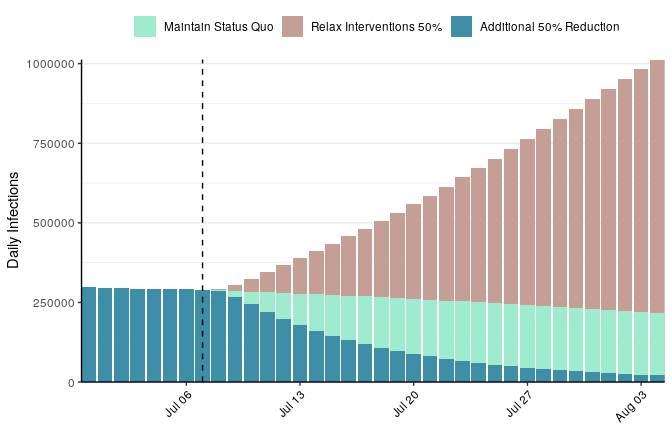 Maintain Status Quo Relax Interventions 50% Additional 50% Reduction
Daily Infections
1000000
750000
500000
250000
0
Jul 06 Jul 13 Jul 20 Jul 27 Aug 03